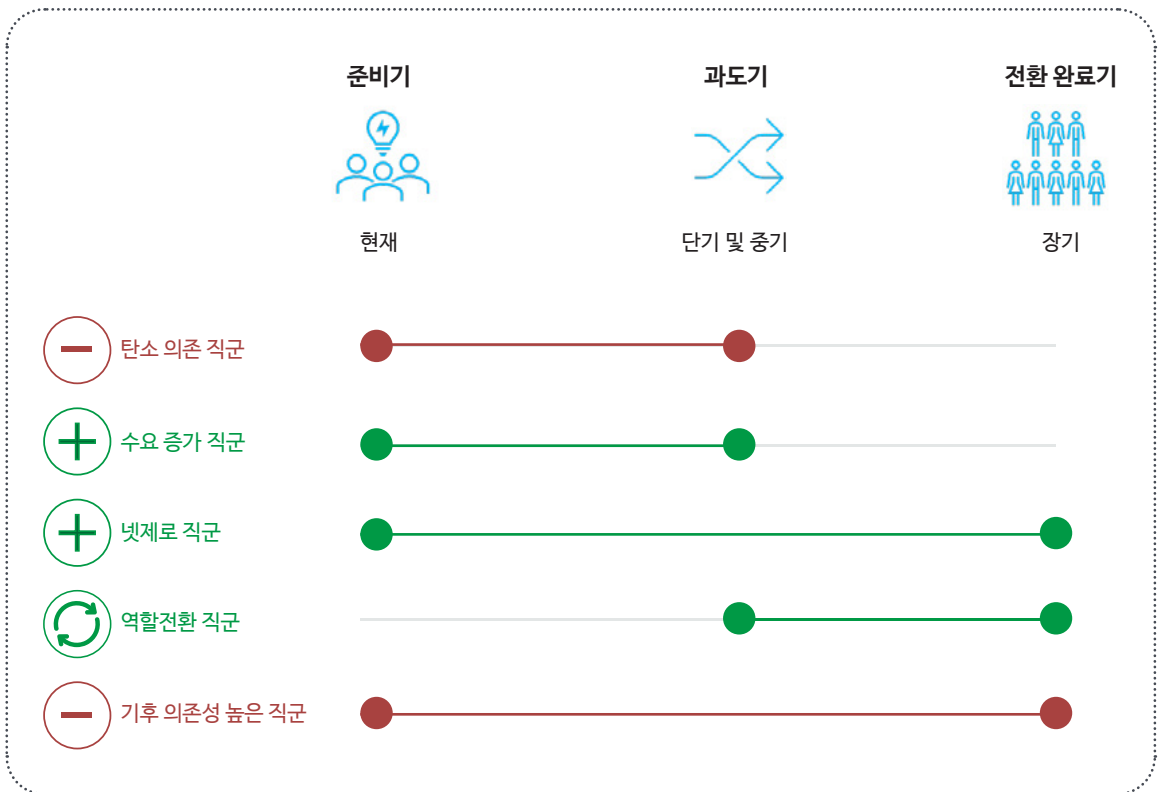 준비기
과도기
전환 완료기
현재
단기 및 중기
장기
탄소 의존 직군
수요 증가 직군
넷제로 직군
역할전환 직군
기후 의존성 높은 직군